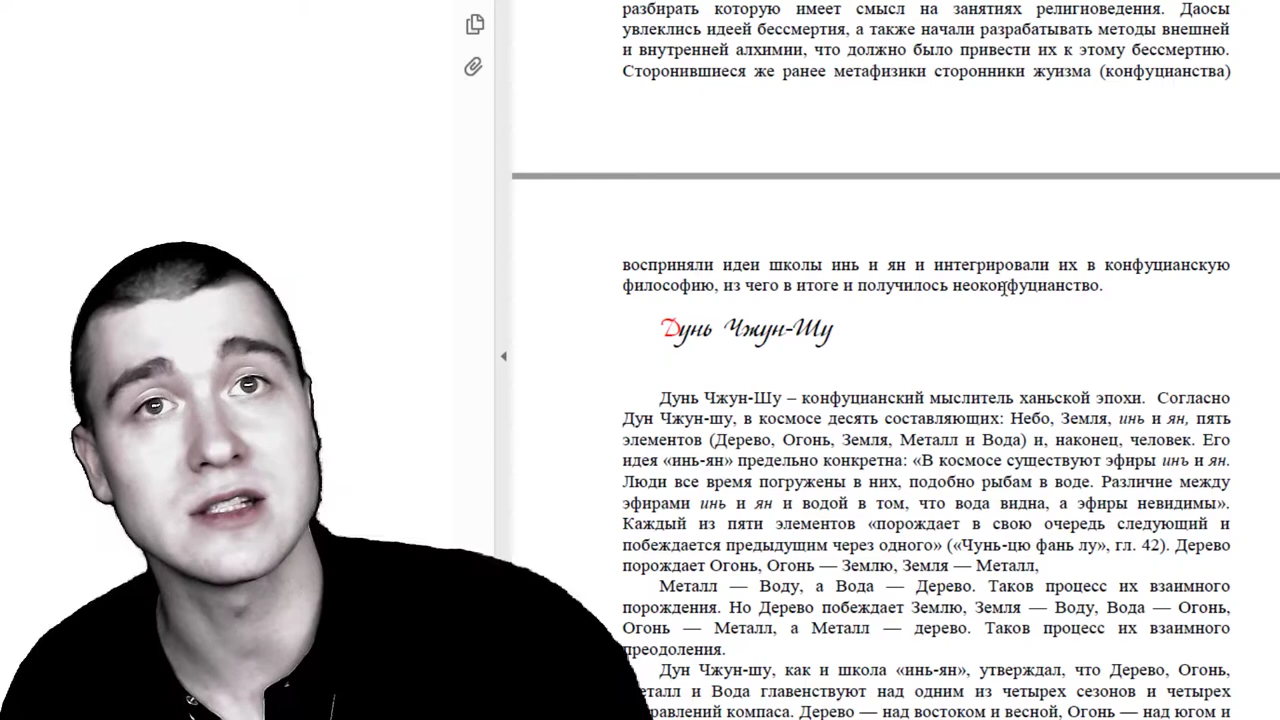 разбирать которую имеет смысл на занятиях религиоведения. Даосы
увлеклись идеей бессмертия, а также начали разрабатывать методы внешней
и внутренней алхимии, что должно было привести их к этому бессмертию.
Сторонившиеся же ранее метафизики сторонники жуизма (конфуцианства)
восприняли идеи школы инь и ян и интегрировали их в конфуцианскую
философию, из чего в итоге и получилось неоконфуцианство.
Дунь Чжун-Шу
Дунь Чжун-Шу – конфуцианский мыслитель ханьской эпохи. Согласно
Дун Чжун-шу, в космосе десять составляющих: Небо, Земля, инь и ян, пять
элементов (Дерево, Огонь, Земля, Металл и Вода) и, наконец, человек. Его
идея «инь-ян» предельно конкретна: «В космосе существуют эфиры инъ и ян.
Люди все время погружены в них, подобно рыбам в воде. Различие между
эфирами инь и ян и водой в том, что вода видна, а эфиры невидимы».
Каждый из пяти элементов «порождает в свою очередь следующий и
побеждается предыдущим через одного» («Чунь-цю фань лу», гл. 42). Дерево
порождает Огонь, Огонь — Землю, Земля — Металл,
Металл — Воду, а Вода — Дерево. Таков процесс их взаимного
порождения. Но Дерево побеждает Землю, Земля — Воду, Вода — Огонь,
Огонь — Металл, а Металл — дерево. Таков процесс их взаимного
преодоления.
Дун Чжун-шу, как и школа «инь-ян», утверждал, что Дерево, Огонь,
и Вода главенствуют над одним из четырех сезонов и четырех
компаса. Дерево — над востоком и весной, Огонь — над югом и